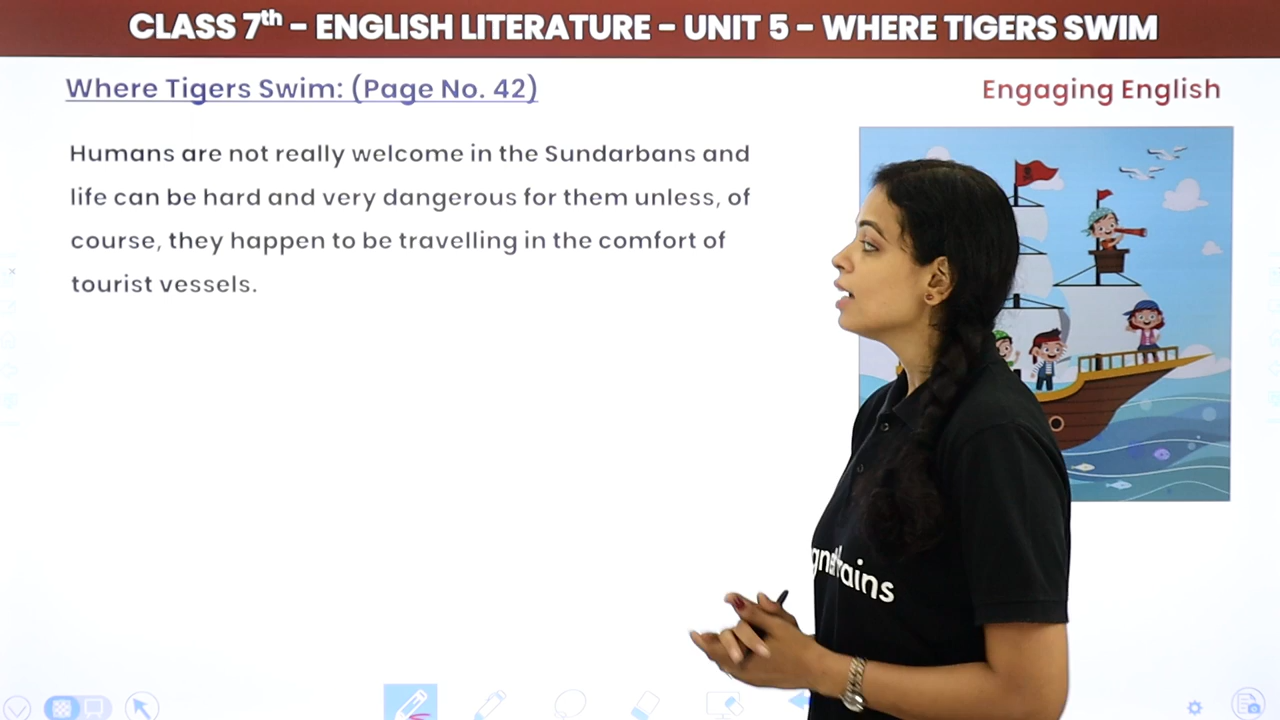 CLASS 7th – ENGLISH LITERATURE – UNIT 5 – WHERE TIGERS SWIM
Where Tigers Swim: (Page No. 42)
Engaging English
Humans are not really welcome in the Sundarbans and
life can be hard and very dangerous for them unless, of
course, they happen to be travelling in the comfort of
tourist vessels.